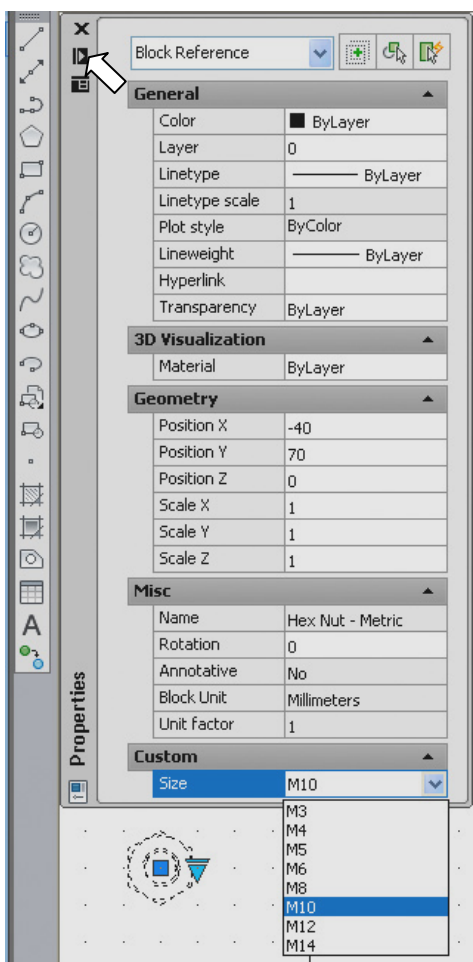 Block Reference
General
Color ByLayer
Layer 0
Linetype ByLayer
Linetype scale 1
Plot style ByColor
Lineweight ByLayer
Hyperlink
Transparency ByLayer
3D Visualization
Material ByLayer
Geometry
Position X -40
Position Y 70
Position Z 0
Scale X 1
Scale Y 1
Scale Z 1
Misc
Name Hex Nut - Metric
Rotation 0
Annotative No
Block Unit Millimeters
Unit factor 1
Custom
Size M10
M3
M4
M5
M6
M8
M10
M12
M14
Properties
A